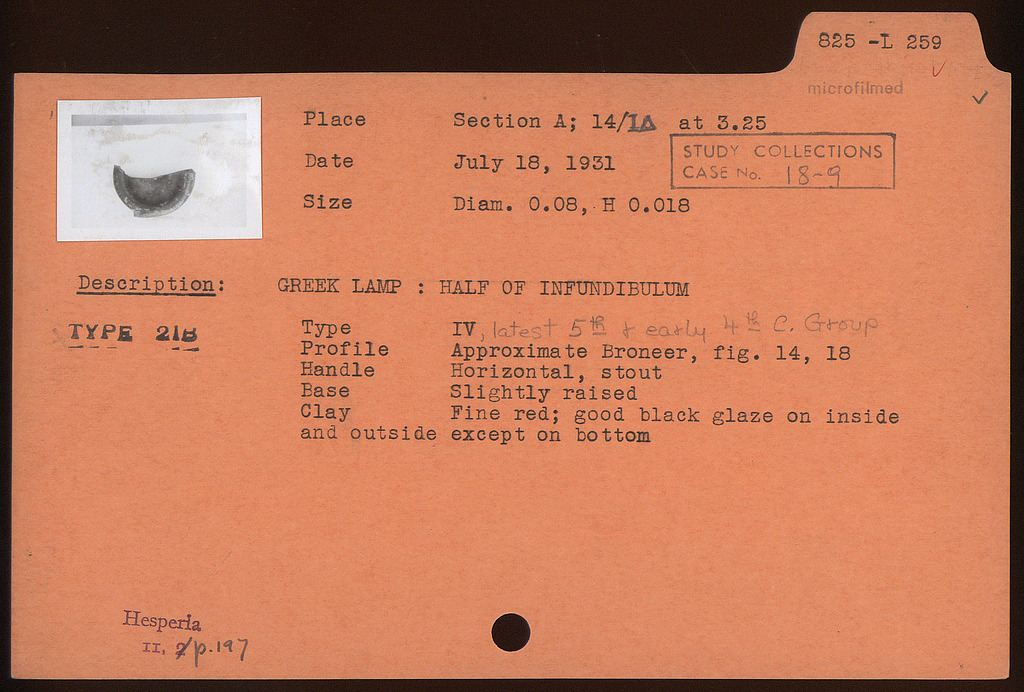 825 -L 259
microfilmed
Place Section A; 14/ΙΔ at 3.25
Date July 18, 1931
STUDY COLLECTIONS
CASE No. 18-9
Size Diam. 0.08, H 0.018
Description: GREEK LAMP : HALF OF INFUNDIBULUM
TYPE 21B
Type IV, latest 5th & early 4th C. Group
Profile Approximate Broneer, fig. 14, 18
Handle Horizontal, stout
Base Slightly raised
Clay Fine red; good black glaze on inside
and outside except on bottom
Hesperia
II, 2/p.197